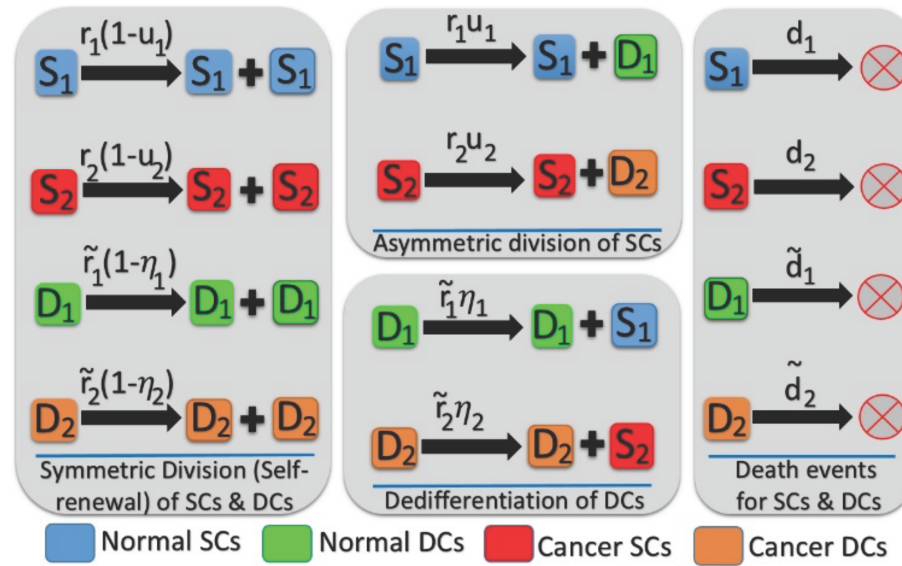 r₁(1-u₁)
S₁ S₁ + S₁
r₂(1-u₂)
S₂ S₂ + S₂
r̃₁(1-η₁)
D₁ D₁ + D₁
r̃₂(1-η₂)
D₂ D₂ + D₂
Symmetric Division (Self-
renewal) of SCs & DCs
r₁u₁
S₁ S₁ + D₁
r₂u₂
S₂ S₂ + D₂
Asymmetric division of SCs
r̃₁η₁
D₁ D₁ + S₁
r̃₂η₂
D₂ D₂ + S₂
Dedifferentiation of DCs
d₁
S₁
d₂
S₂
d̃₁
D₁
d̃₂
D₂
Death events
for SCs & DCs
Normal SCs Normal DCs Cancer SCs Cancer DCs